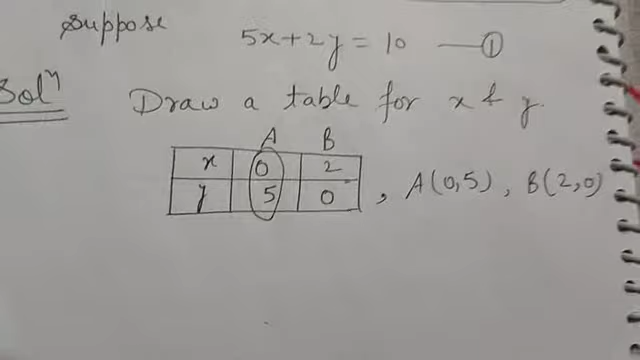 Suppose
5x+2y = 10 —①
Solⁿ Draw a table for x & y.
A B
x 0 2
y 5 0 , A(0,5), B(2,0)